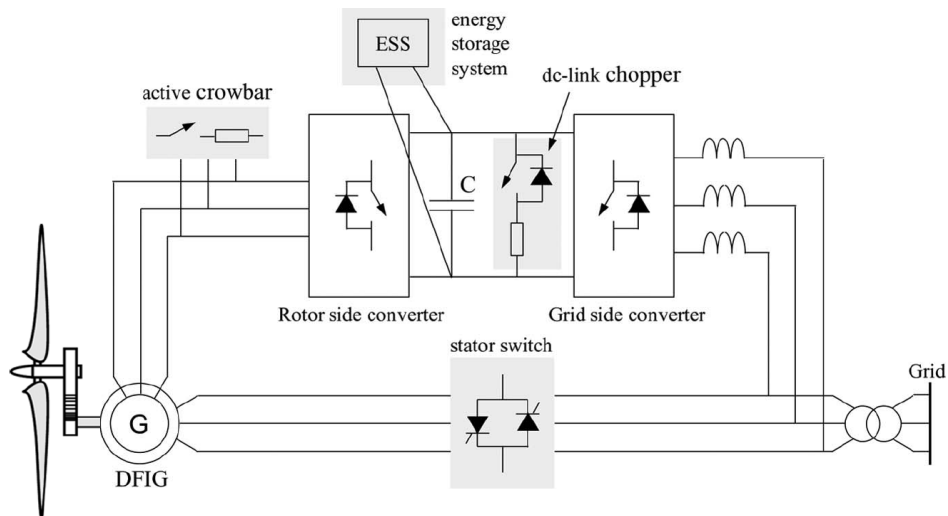 ESS
energy
storage
system
dc-link chopper
active crowbar
C
Rotor side converter
Grid side converter
stator switch
Grid
G
DFIG